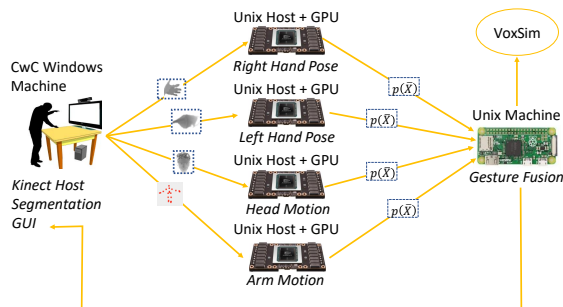 Unix Host + GPU
Right Hand Pose
VoxSim
CwC Windows
Machine
Kinect Host
Segmentation
GUI
Unix Host + GPU
Left Hand Pose
Unix Host + GPU
Head Motion
Unix Host + GPU
Arm Motion
p(X̄)
p(X̄)
p(X̄)
p(X̄)
Unix Machine
Gesture Fusion